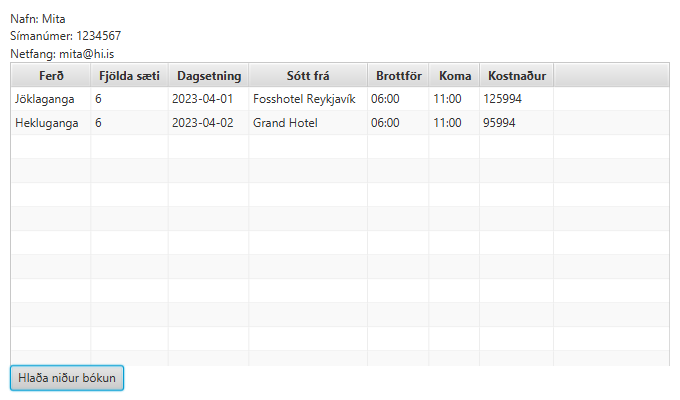 Nafn: Mita
Símanúmer: 1234567
Netfang: mita@hi.is
Ferð Fjölda sæti Dagsetning Sótt frá Brottför Koma Kostnaður
Jöklaganga 6 2023-04-01 Fosshotel Reykjavík 06:00 11:00 125994
Hekluganga 6 2023-04-02 Grand Hotel 06:00 11:00 95994
Hlaða niður bókun